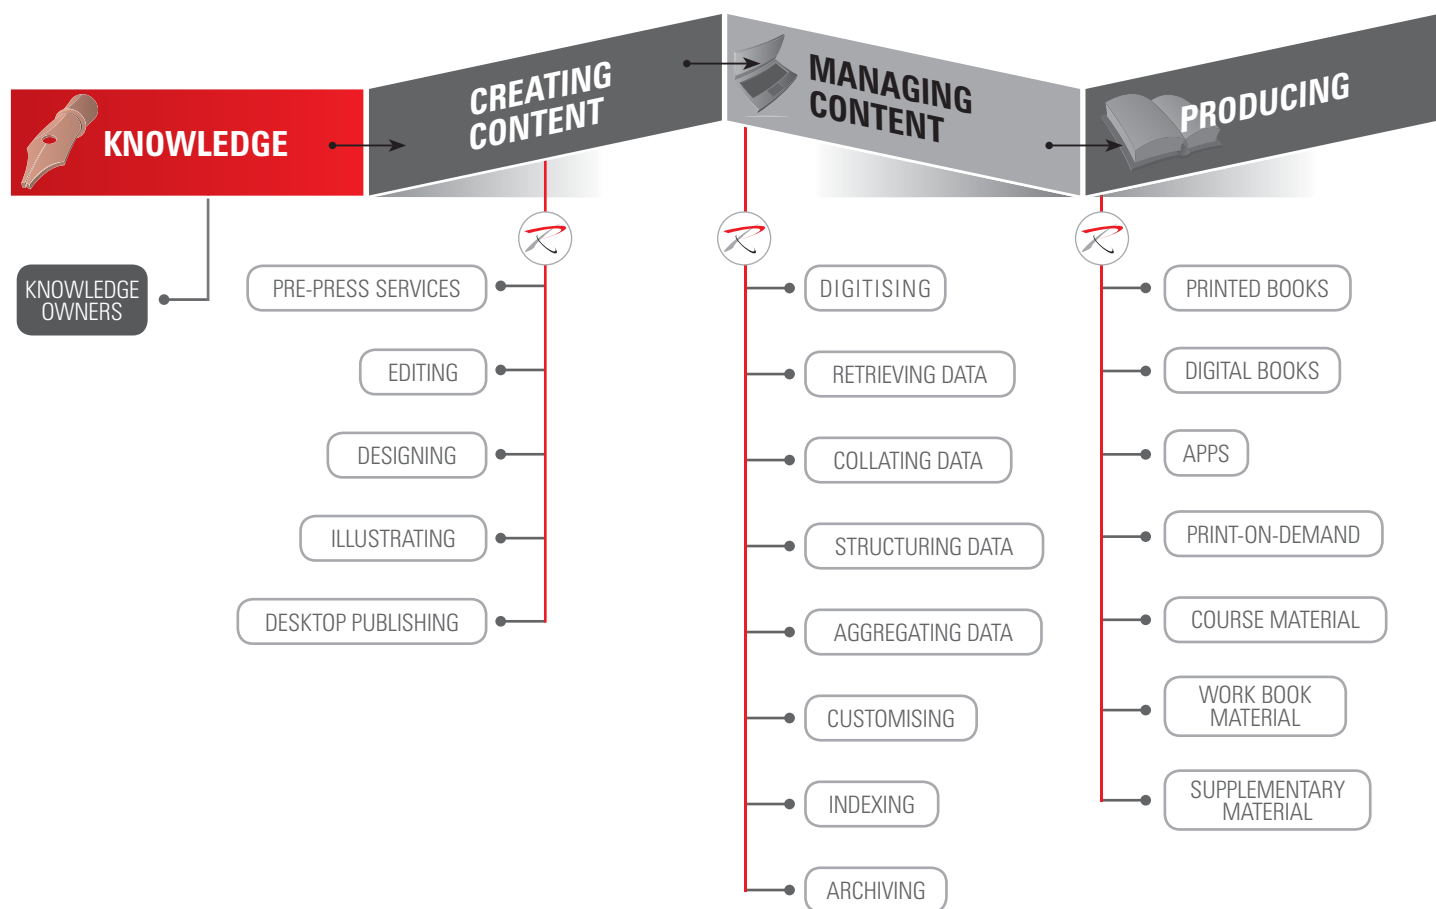 KNOWLEDGE
CREATING
CONTENT
MANAGING
CONTENT
PRODUCING
KNOWLEDGE
OWNERS
PRE-PRESS SERVICES
EDITING
DESIGNING
ILLUSTRATING
DESKTOP PUBLISHING
DIGITISING
RETRIEVING DATA
COLLATING DATA
STRUCTURING DATA
AGGREGATING DATA
CUSTOMISING
INDEXING
ARCHIVING
PRINTED BOOKS
DIGITAL BOOKS
APPS
PRINT-ON-DEMAND
COURSE MATERIAL
WORK BOOK
MATERIAL
SUPPLEMENTARY
MATERIAL